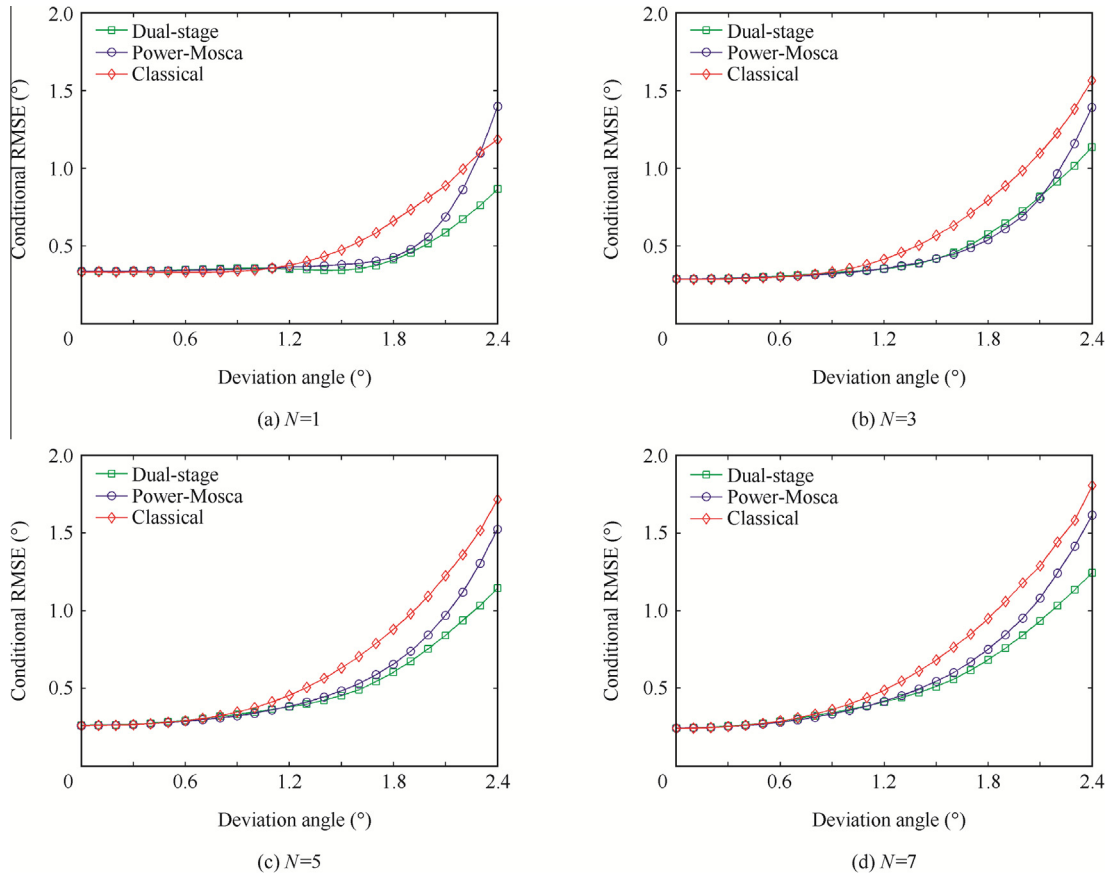 2.0
1.5
1.0
0.5
0
0.6
1.2
1.8
2.4
Conditional RMSE (°)
Dual-stage
Power-Mosca
Classical
Deviation angle (°)
(a) N=1
2.0
1.5
1.0
0.5
0
0.6
1.2
1.8
2.4
Conditional RMSE (°)
Dual-stage
Power-Mosca
Classical
Deviation angle (°)
(b) N=3
2.0
1.5
1.0
0.5
0
0.6
1.2
1.8
2.4
Conditional RMSE (°)
Dual-stage
Power-Mosca
Classical
Deviation angle (°)
(c) N=5
2.0
1.5
1.0
0.5
0
0.6
1.2
1.8
2.4
Conditional RMSE (°)
Dual-stage
Power-Mosca
Classical
Deviation angle (°)
(d) N=7